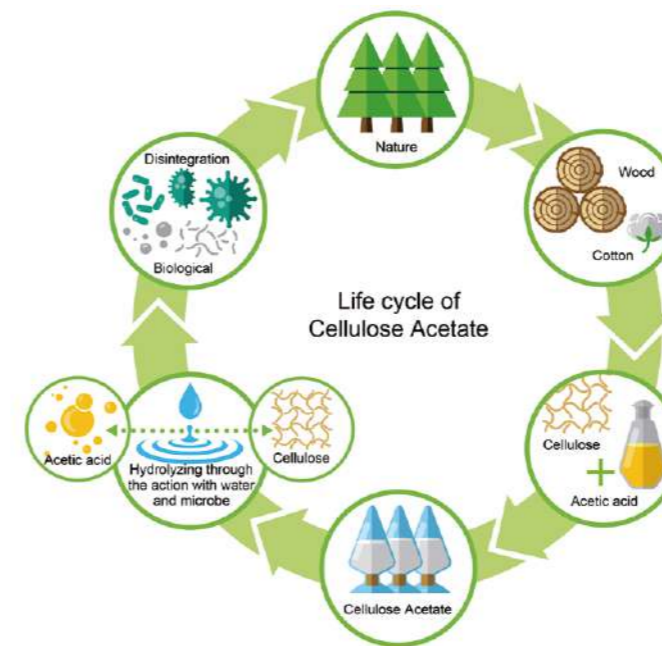 Nature
Wood
Cotton
Cellulose
Acetic acid
Cellulose Acetate
Hydrolyzing through
the action with water
and microbe
Acetic acid
Cellulose
Disintegration
Biological
Life cycle of
Cellulose Acetate